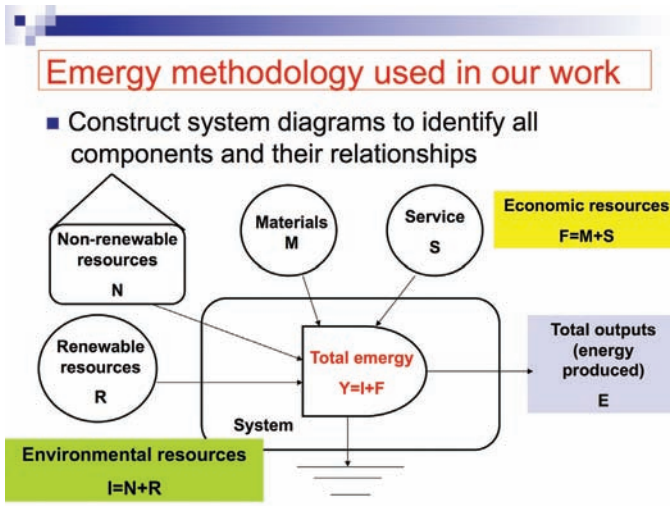 Emergy methodology used in our work
Construct system diagrams to identify all
components and their relationships
Non-renewable
resources
N
Materials
M
Service
S
Economic resources
F=M+S
Renewable
resources
R
Total emergy
Y=I+F
System
Total outputs
(energy
produced)
E
Environmental resources
I=N+R